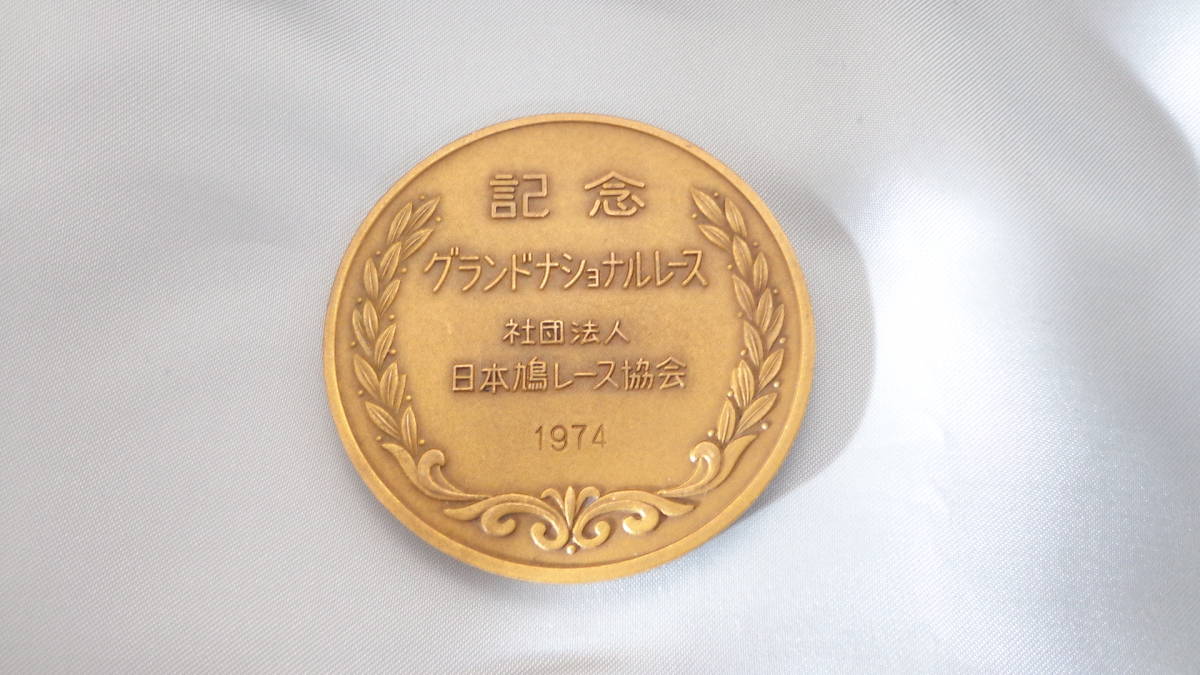 記念
グランドナショナルレース
社団法人
日本鳩レース協会
1974